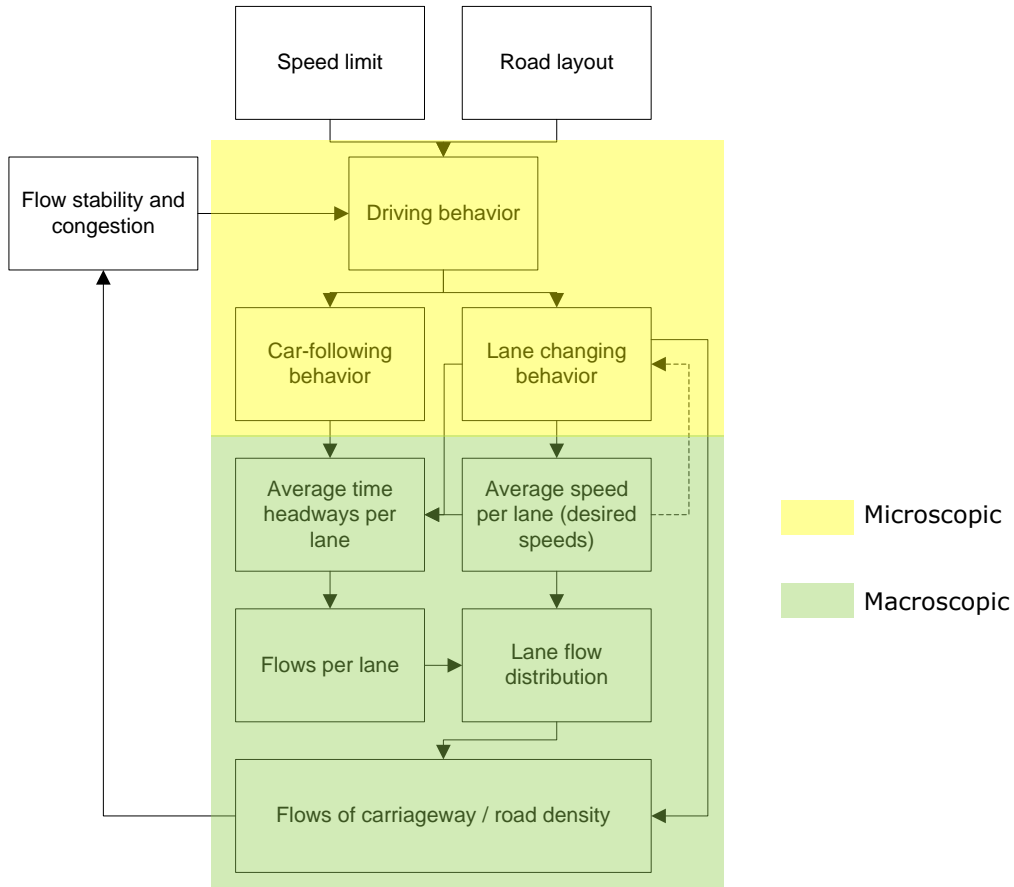 Speed limit
Road layout
Flow stability and
congestion
Driving behavior
Car-following
behavior
Lane changing
behavior
Average time
headways per
lane
Average speed
per lane (desired
speeds)
Microscopic
Macroscopic
Flows per lane
Lane flow
distribution
Flows of carriageway / road density